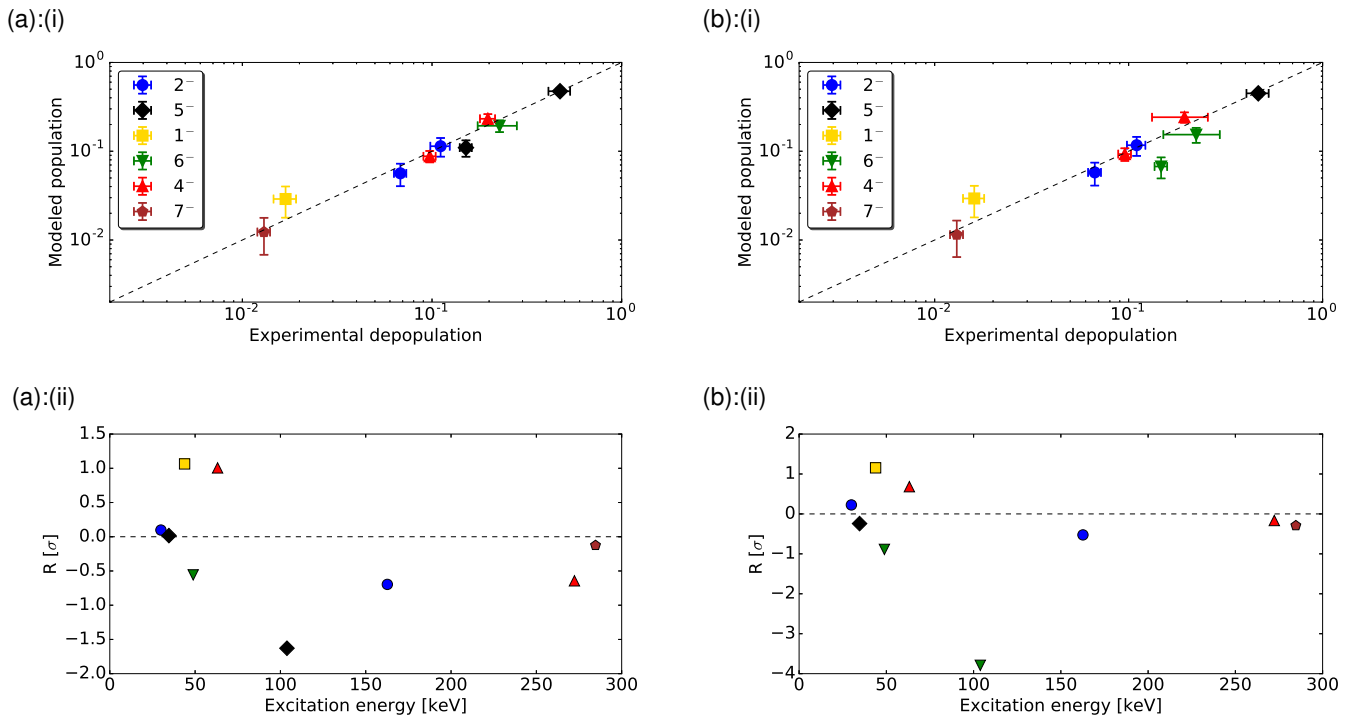 (a):(i)
10⁰
10⁻¹
10⁻²
Modeled population
2⁻
5⁻
1⁻
6⁻
4⁻
7⁻
10⁻² 10⁻¹ 10⁰
Experimental depopulation
(b):(i)
10⁰
10⁻¹
10⁻²
Modeled population
2⁻
5⁻
1⁻
6⁻
4⁻
7⁻
10⁻² 10⁻¹ 10⁰
Experimental depopulation
(a):(ii)
1.5
1.0
0.5
0.0
−0.5
−1.0
−1.5
−2.0
R [σ]
0 50 100 150 200 250 300
Excitation energy [keV]
(b):(ii)
2
1
0
−1
−2
−3
−4
R [σ]
0 50 100 150 200 250 300
Excitation energy [keV]